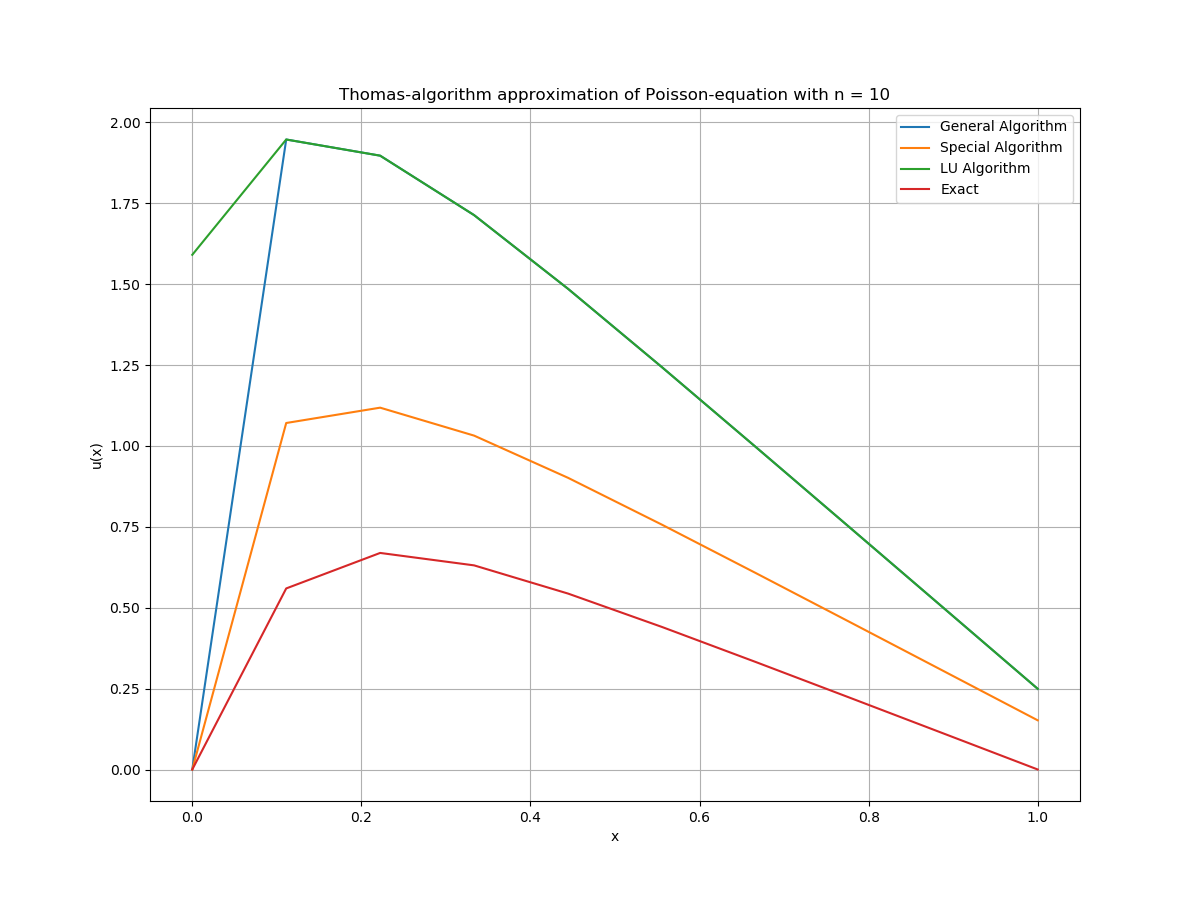 Thomas-algorithm approximation of Poisson-equation with n = 10
General Algorithm
Special Algorithm
LU Algorithm
Exact
2.00
1.75
1.50
1.25
1.00
0.75
0.50
0.25
0.00
u(x)
0.0 0.2 0.4 0.6 0.8 1.0
x